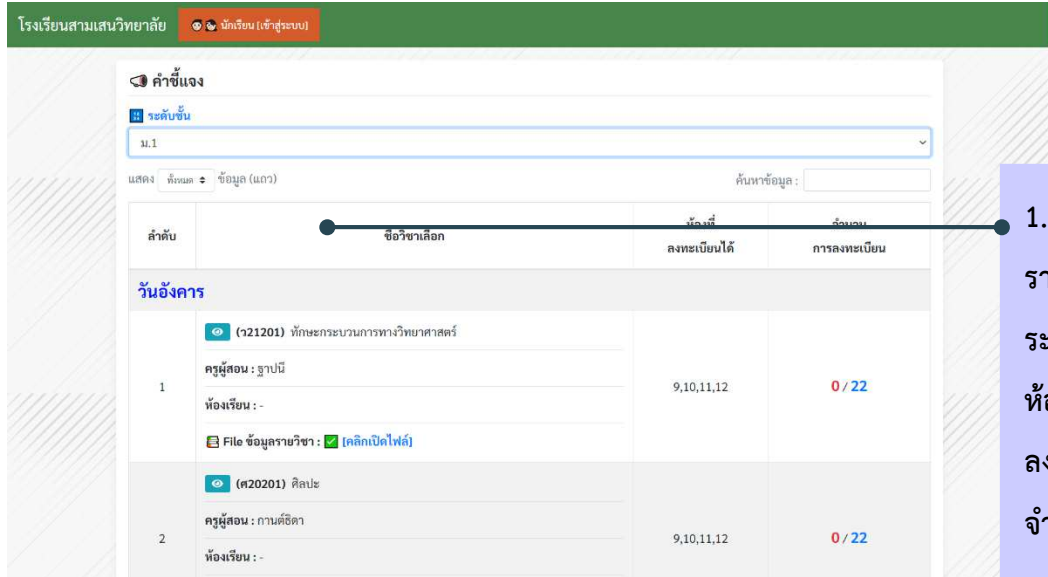 โรงเรียนสามเสนวิทยาลัย นักเรียน [เข้าสู่ระบบ]
คำชี้แจง
ระดับชั้น
ม.1
แสดง ทั้งหมด ข้อมูล (แถว) ค้นหาข้อมูล :
ลำดับ ชื่อวิชาเลือก ห้องที่ ลงทะเบียนได้ จำนวน การลงทะเบียน
วันอังคาร
(ว21201) ทักษะกระบวนการทางวิทยาศาสตร์
ครูผู้สอน : ฐาปนี
1 9,10,11,12 0 / 22
ห้องเรียน : -
File ข้อมูลรายวิชา : [คลิกเปิดไฟล์]
(ศ20201) ศิลปะ
ครูผู้สอน : กานต์ธิดา
2 9,10,11,12 0 / 22
ห้องเรียน : -
1.